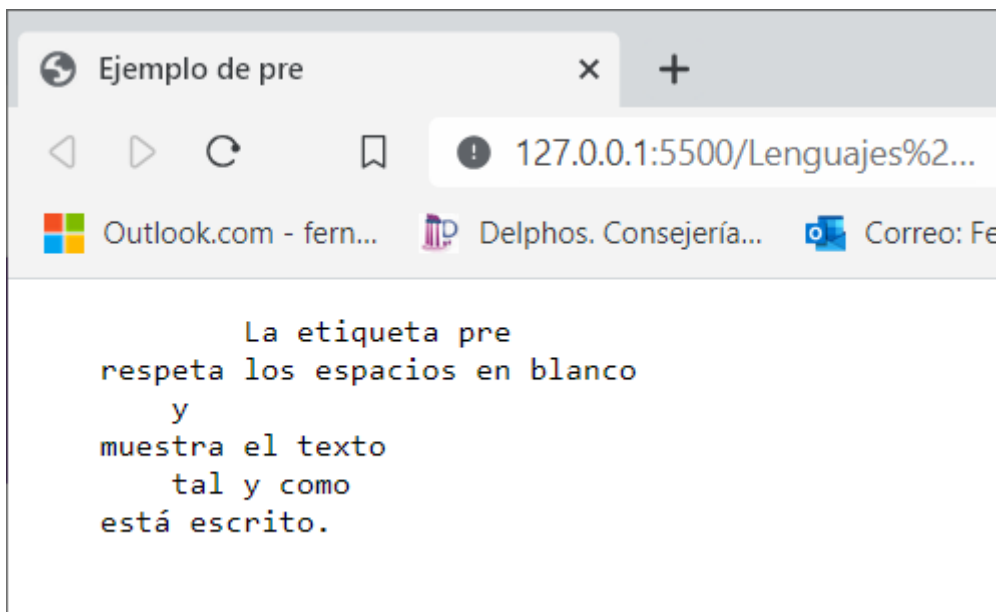 Ejemplo de pre
127.0.0.1:5500/Lenguajes%2...
Outlook.com - fern... Delphos. Consejería... Correo: Fe
        La etiqueta pre
respeta los espacios en blanco
    y
muestra el texto
    tal y como
está escrito.